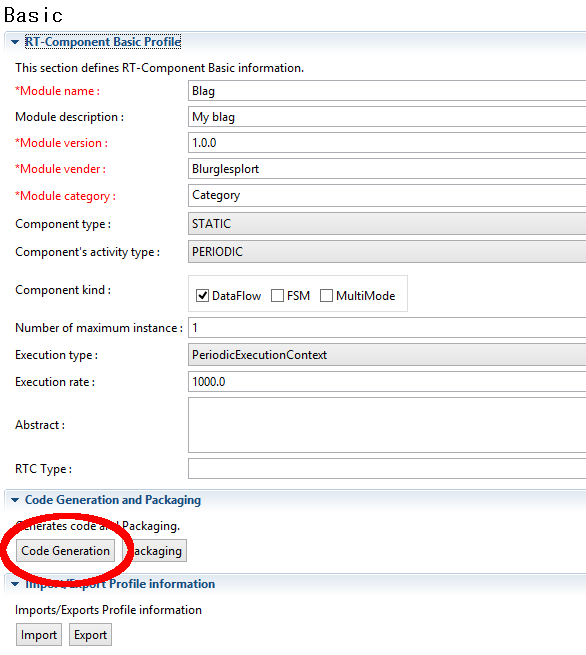 Basic
RT-Component Basic Profile
This section defines RT-Component Basic information.
*Module name : Blag
Module description : My blag
*Module version : 1.0.0
*Module vender : Blurglesplort
*Module category : Category
Component type : STATIC
Component's activity type : PERIODIC
Component kind : DataFlow FSM MultiMode
Number of maximum instance : 1
Execution type : PeriodicExecutionContext
Execution rate : 1000.0
Abstract :
RTC Type :
Code Generation and Packaging
Generates code and Packaging.
Code Generation Packaging
Import/Export Profile information
Imports/Exports Profile information
Import Export